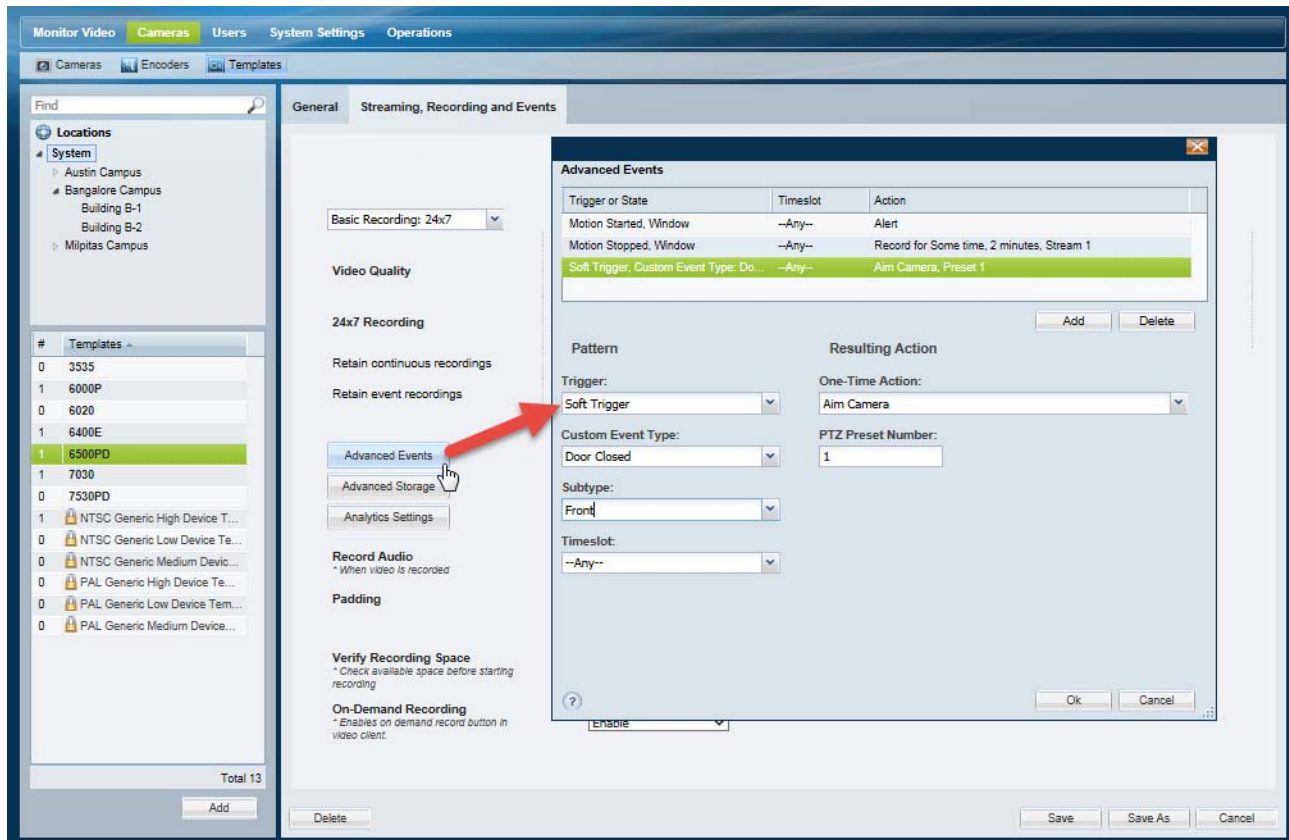 Monitor Video Cameras Users System Settings Operations
Cameras Encoders Templates
Find
Locations
System
Austin Campus
Bangalore Campus
Building B-1
Building B-2
Milpitas Campus
# Templates
0 3535
1 6000P
0 6020
1 6400E
1 6500PD
1 7030
0 7530PD
1 NTSC Generic High Device T...
0 NTSC Generic Low Device Te...
0 NTSC Generic Medium Devic...
0 PAL Generic High Device Te...
0 PAL Generic Low Device Tem...
0 PAL Generic Medium Device...
Total 13
Add
General Streaming, Recording and Events
Basic Recording: 24x7
Video Quality
24x7 Recording
Retain continuous recordings
Retain event recordings
Advanced Events
Advanced Storage
Analytics Settings
Record Audio
* When video is recorded
Padding
Verify Recording Space
* Check available space before starting
recording
On-Demand Recording
* Enables on demand record button in
video client.
Enable
Advanced Events
Trigger or State Timeslot Action
Motion Started, Window --Any-- Alert
Motion Stopped, Window --Any-- Record for Some time, 2 minutes, Stream 1
Soft Trigger, Custom Event Type: Do... --Any-- Aim Camera, Preset 1
Add Delete
Pattern Resulting Action
Trigger: One-Time Action:
Soft Trigger Aim Camera
Custom Event Type: PTZ Preset Number:
Door Closed 1
Subtype:
Front
Timeslot:
--Any--
? Ok Cancel
Delete Save Save As Cancel